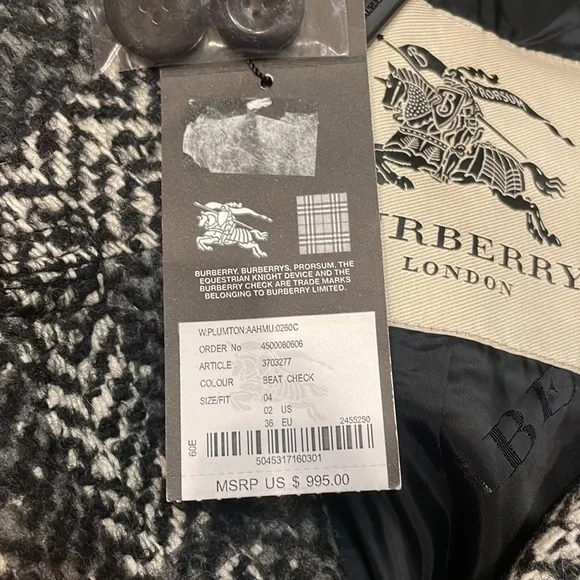 BURBERRY, BURBERRYS, PRORSUM, THE
EQUESTRIAN KNIGHT DEVICE AND THE
BURBERRY CHECK ARE TRADE MARKS
BELONGING TO BURBERRY LIMITED.
W.PLUMTON:AAHMU:0260C
ORDER No 4500080606
ARTICLE 3703277
COLOUR BEAT CHECK
SIZE/FIT 04
02 US
36 EU 2455250
60E
5045317160301
MSRP US $ 995.00
PRORSUM
B
URBERRY
LONDON
BE